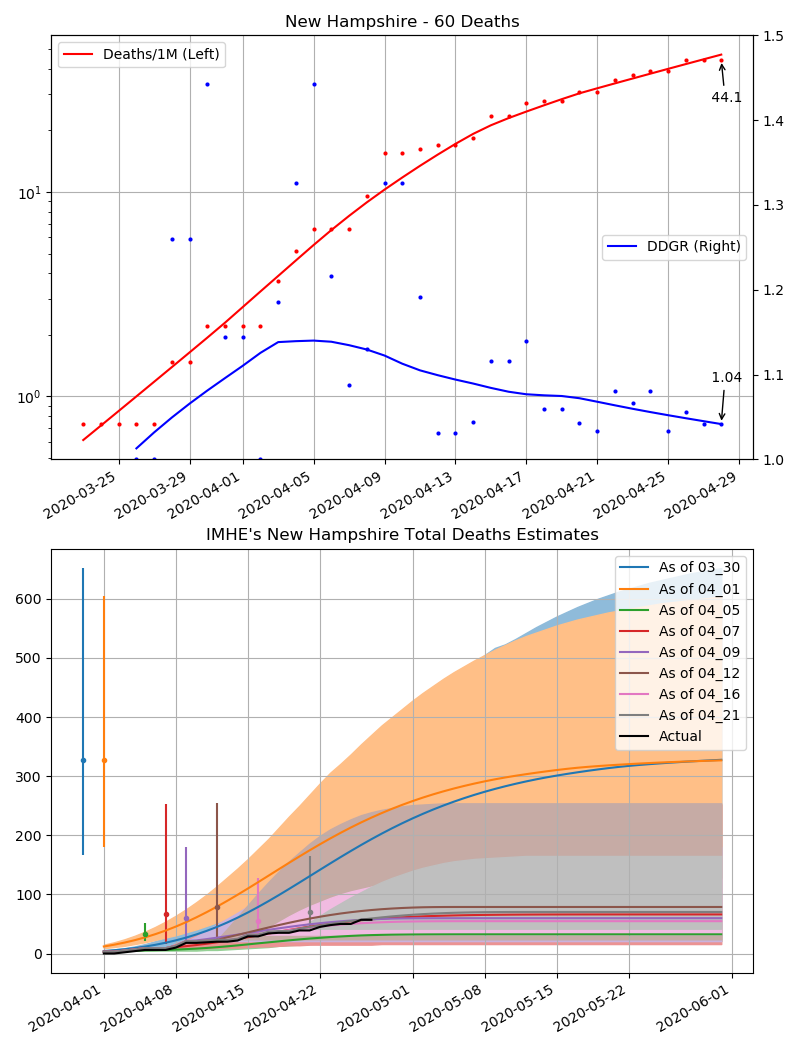 New Hampshire - 60 Deaths
Deaths/1M (Left)
DDGR (Right)
44.1
1.04
10¹
10⁰
1.5
1.4
1.3
1.2
1.1
1.0
2020-03-25
2020-03-29
2020-04-01
2020-04-05
2020-04-09
2020-04-13
2020-04-17
2020-04-21
2020-04-25
2020-04-29
IMHE's New Hampshire Total Deaths Estimates
As of 03_30
As of 04_01
As of 04_05
As of 04_07
As of 04_09
As of 04_12
As of 04_16
As of 04_21
Actual
600
500
400
300
200
100
0
2020-04-01
2020-04-08
2020-04-15
2020-04-22
2020-05-01
2020-05-08
2020-05-15
2020-05-22
2020-06-01